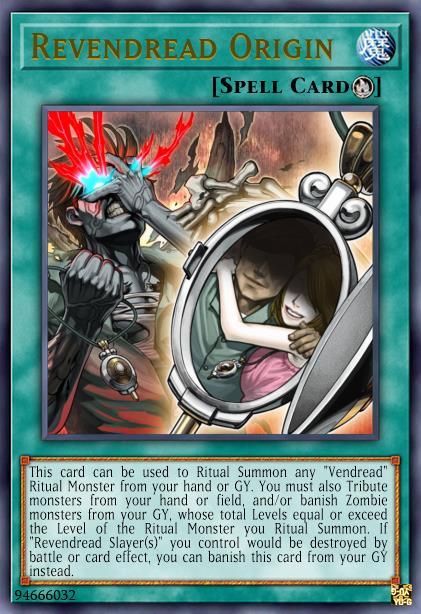 REVENDREAD ORIGIN
魔
[SPELL CARD]
This card can be used to Ritual Summon any "Vendread"
Ritual Monster from your hand or GY. You must also Tribute
monsters from your hand or field, and/or banish Zombie
monsters from your GY, whose total Levels equal or exceed
the Level of the Ritual Monster you Ritual Summon. If
"Revendread Slayer(s)" you control would be destroyed by
battle or card effect, you can banish this card from your GY
instead.
94666032